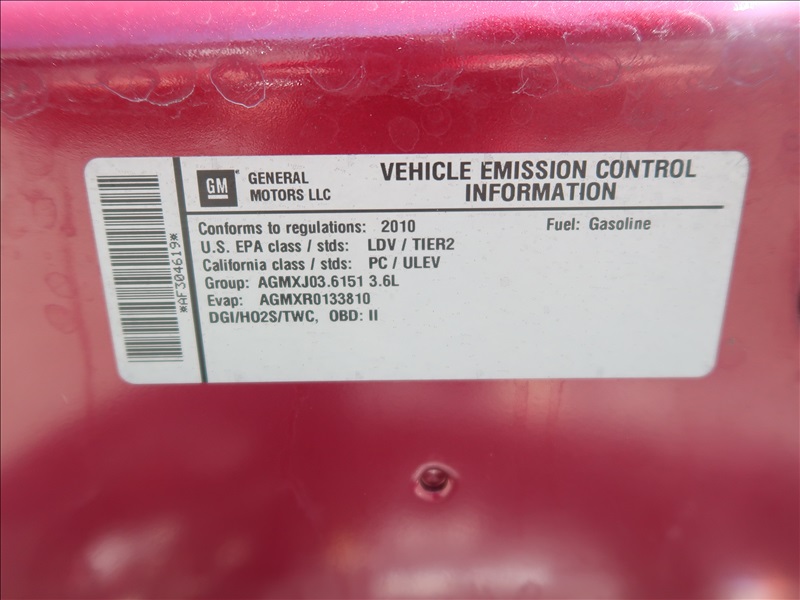 GM GENERAL MOTORS LLC
VEHICLE EMISSION CONTROL
INFORMATION
Conforms to regulations: 2010 Fuel: Gasoline
U.S. EPA class / stds: LDV / TIER2
California class / stds: PC / ULEV
Group: AGMXJ03.6151 3.6L
Evap: AGMXR0133810
DGI/HO2S/TWC, OBD: II
*AF304619*